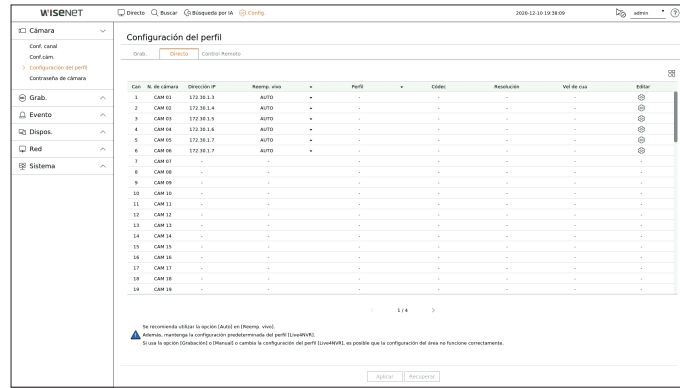 WISENET
Directo Buscar Búsqueda por IA Config. 2020-12-10 19:38:09 admin
Cámara
Conf. canal
Conf.cám.
> Configuración del perfil
Contraseña de cámara
Grab.
Evento
Dispos.
Red
Sistema
Configuración del perfil
Grab. Directo Control Remoto
Can N. de cámara Dirección IP Reemp. vivo Perfil Códec Resolución Vel de cua Editar
1 CAM 01 172.30.1.3 AUTO - - - -
2 CAM 02 172.30.1.4 AUTO - - - -
3 CAM 03 172.30.1.5 AUTO - - - -
4 CAM 04 172.30.1.6 AUTO - - - -
5 CAM 05 172.30.1.7 AUTO - - - -
6 CAM 06 172.30.1.7 AUTO - - - -
7 CAM 07 - - - - - - -
8 CAM 08 - - - - - - -
9 CAM 09 - - - - - - -
10 CAM 10 - - - - - - -
11 CAM 11 - - - - - - -
12 CAM 12 - - - - - - -
13 CAM 13 - - - - - - -
14 CAM 14 - - - - - - -
15 CAM 15 - - - - - - -
16 CAM 16 - - - - - - -
17 CAM 17 - - - - - - -
18 CAM 18 - - - - - - -
19 CAM 19 - - - - - - -
1 / 4 >
Se recomienda utilizar la opción [Auto] en [Reemp. vivo].
Además, mantenga la configuración predeterminada del perfil [Live4NVR].
Si usa la opción [Grabación] o [Manual] o cambia la configuración del perfil [Live4NVR], es posible que la configuración del área no funcione correctamente.
Aplicar Recuperar